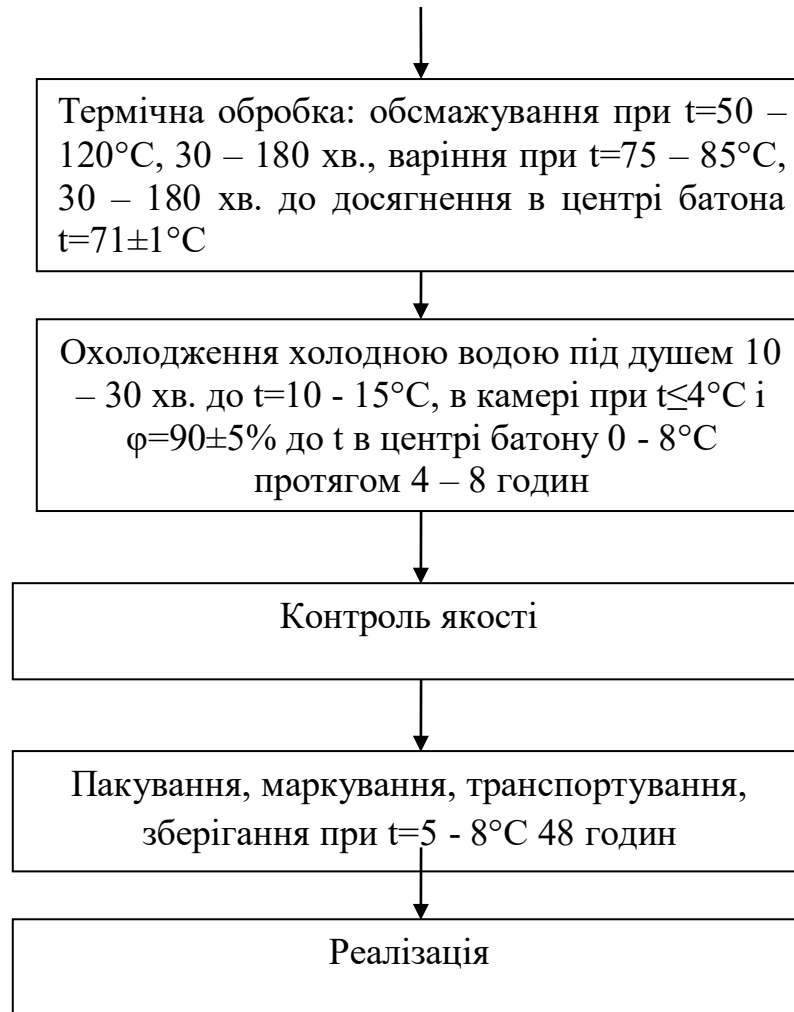 Термічна обробка: обсмажування при t=50 –
120°С, 30 – 180 хв., варіння при t=75 – 85°С,
30 – 180 хв. до досягнення в центрі батона
t=71±1°С
Охолодження холодною водою під душем 10
– 30 хв. до t=10 - 15°С, в камері при t≤4°С і
φ=90±5% до t в центрі батону 0 - 8°С
протягом 4 – 8 годин
Контроль якості
Пакування, маркування, транспортування,
зберігання при t=5 - 8°С 48 годин
Реалізація